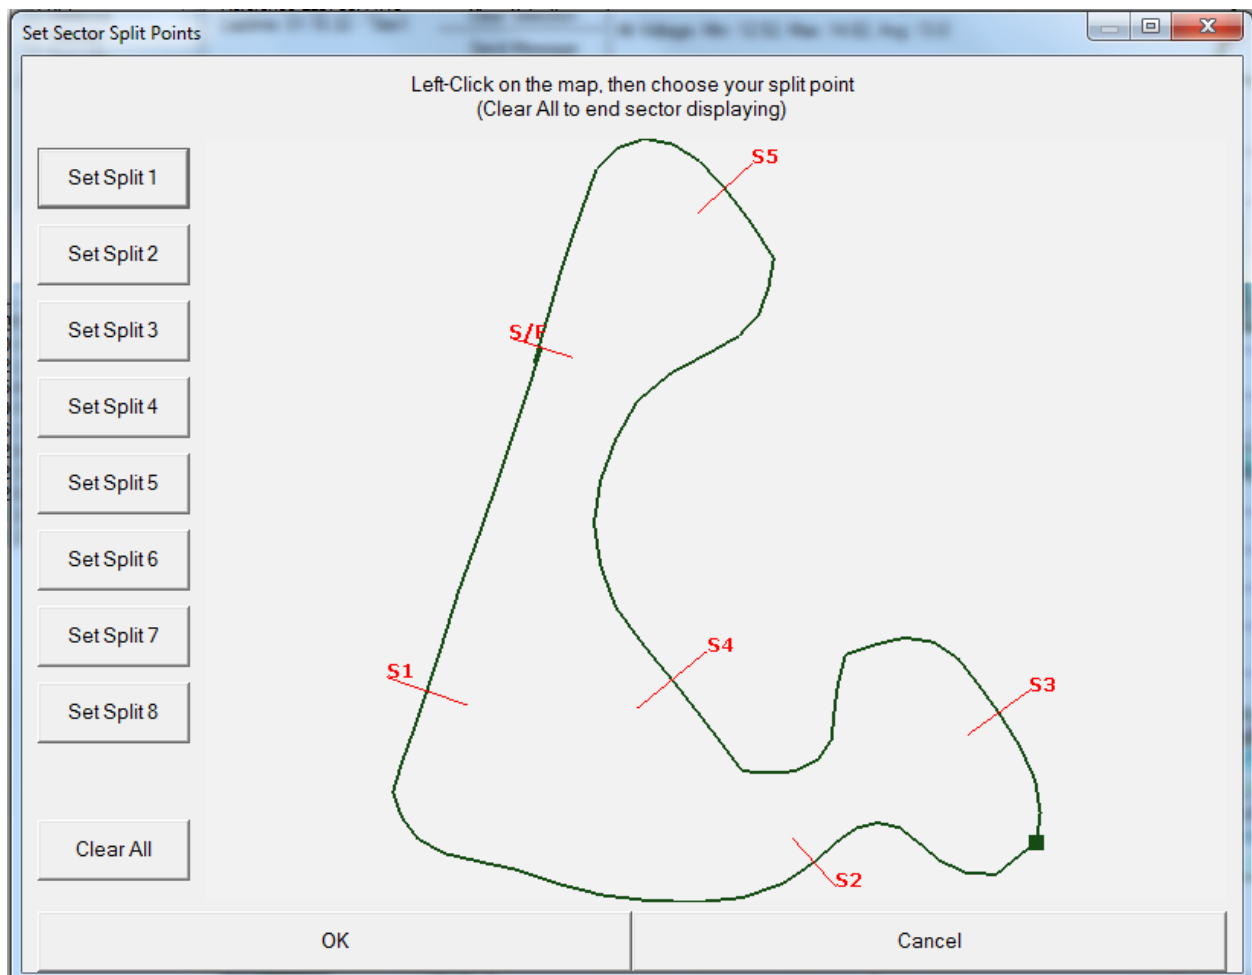 Set Sector Split Points
Left-Click on the map, then choose your split point
(Clear All to end sector displaying)
Set Split 1
Set Split 2
Set Split 3
Set Split 4
Set Split 5
Set Split 6
Set Split 7
Set Split 8
Clear All
S5
S/F
S4
S1
S3
S2
OK
Cancel